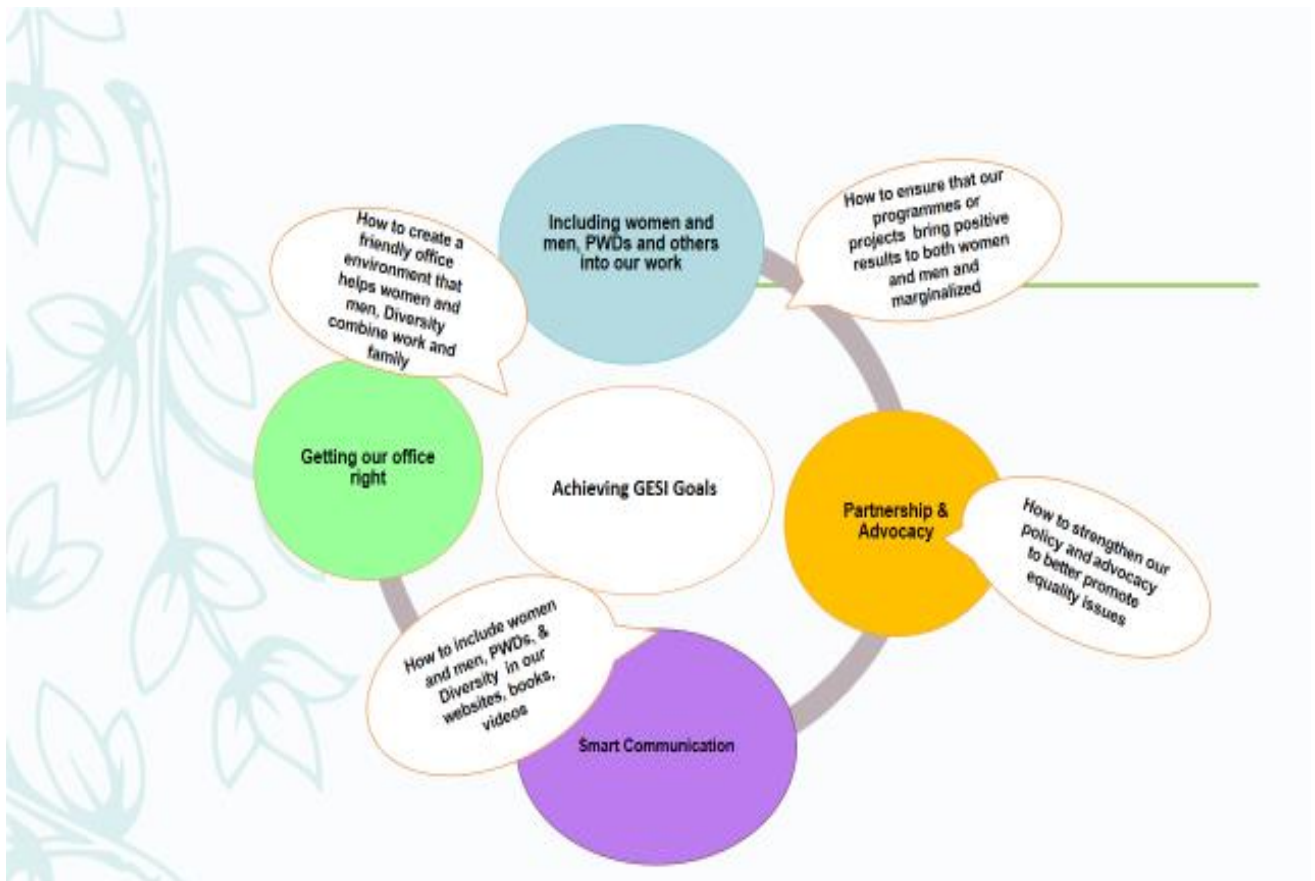 Including women and
men, PWDs and others
into our work
How to ensure that our
programmes or
projects bring positive
results to both women
and men and
marginalized
How to create a
friendly office
environment that
helps women and
men, Diversity
combine work and
family
Getting our office
right
Achieving GESI Goals
Partnership &
Advocacy
How to strengthen our
policy and advocacy
to better promote
equality issues
How to include women
and men, PWDs, &
Diversity in our
websites, books,
videos
Smart Communication